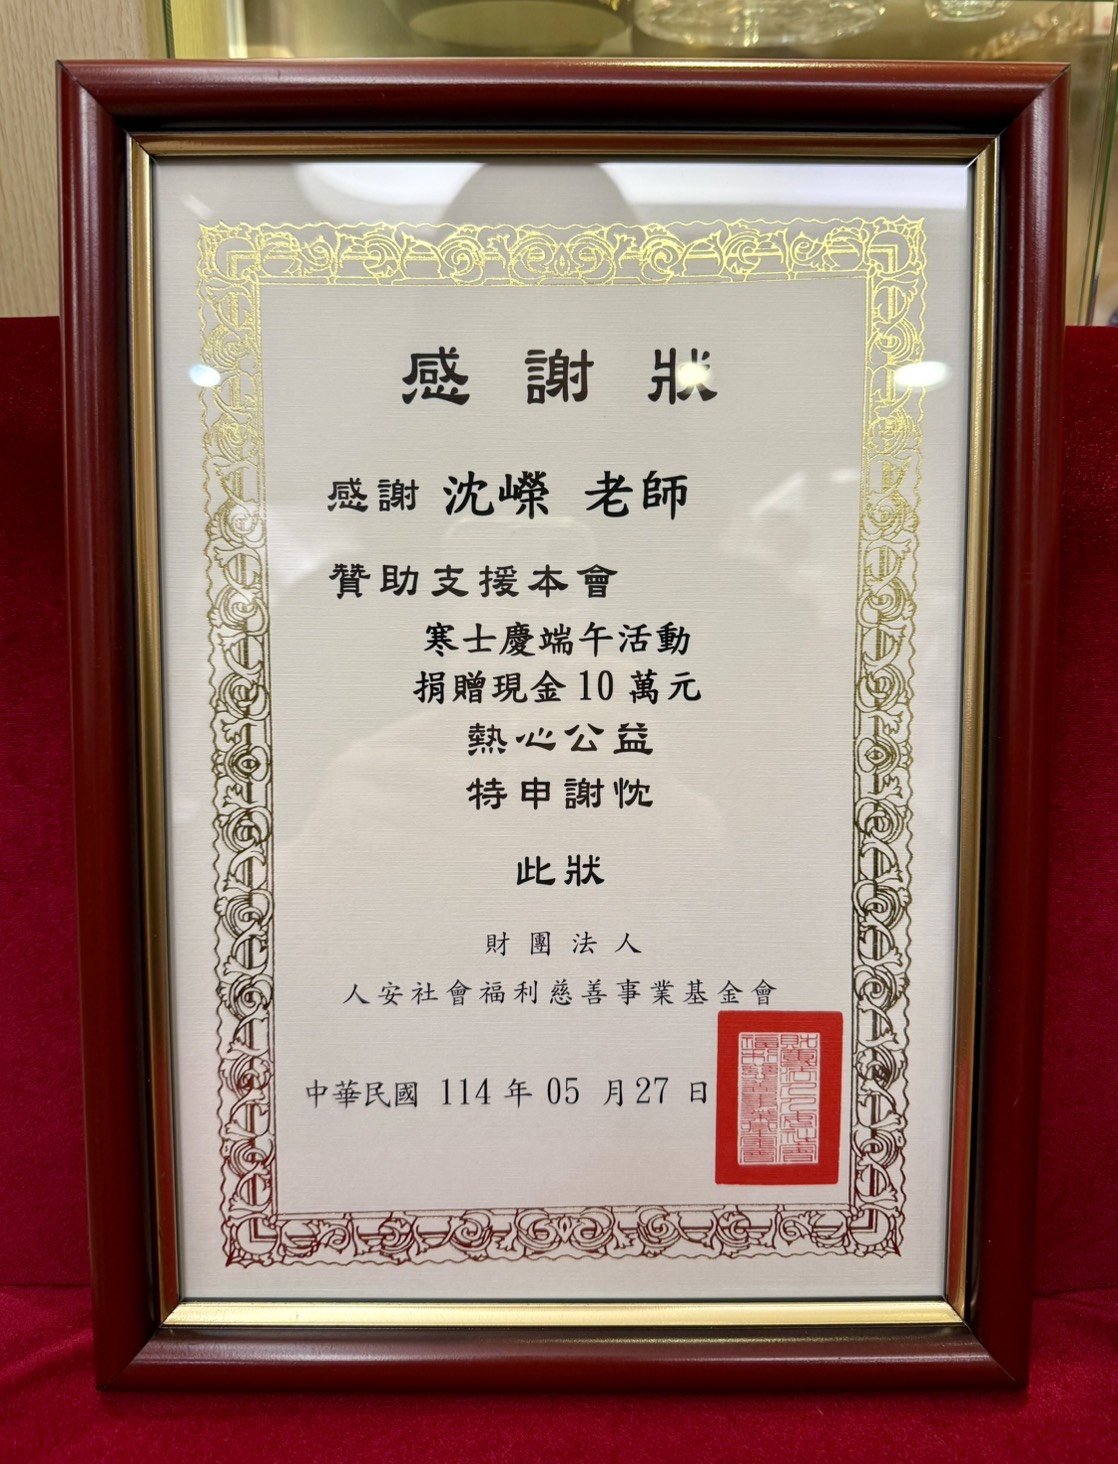 感謝狀
感謝 沈嶸 老師
贊助支援本會
寒士慶端午活動
捐贈現金10萬元
熱心公益
特申謝忱
此狀
財團法人
人安社會福利慈善事業基金會
中華民國 114 年 05 月 27 日